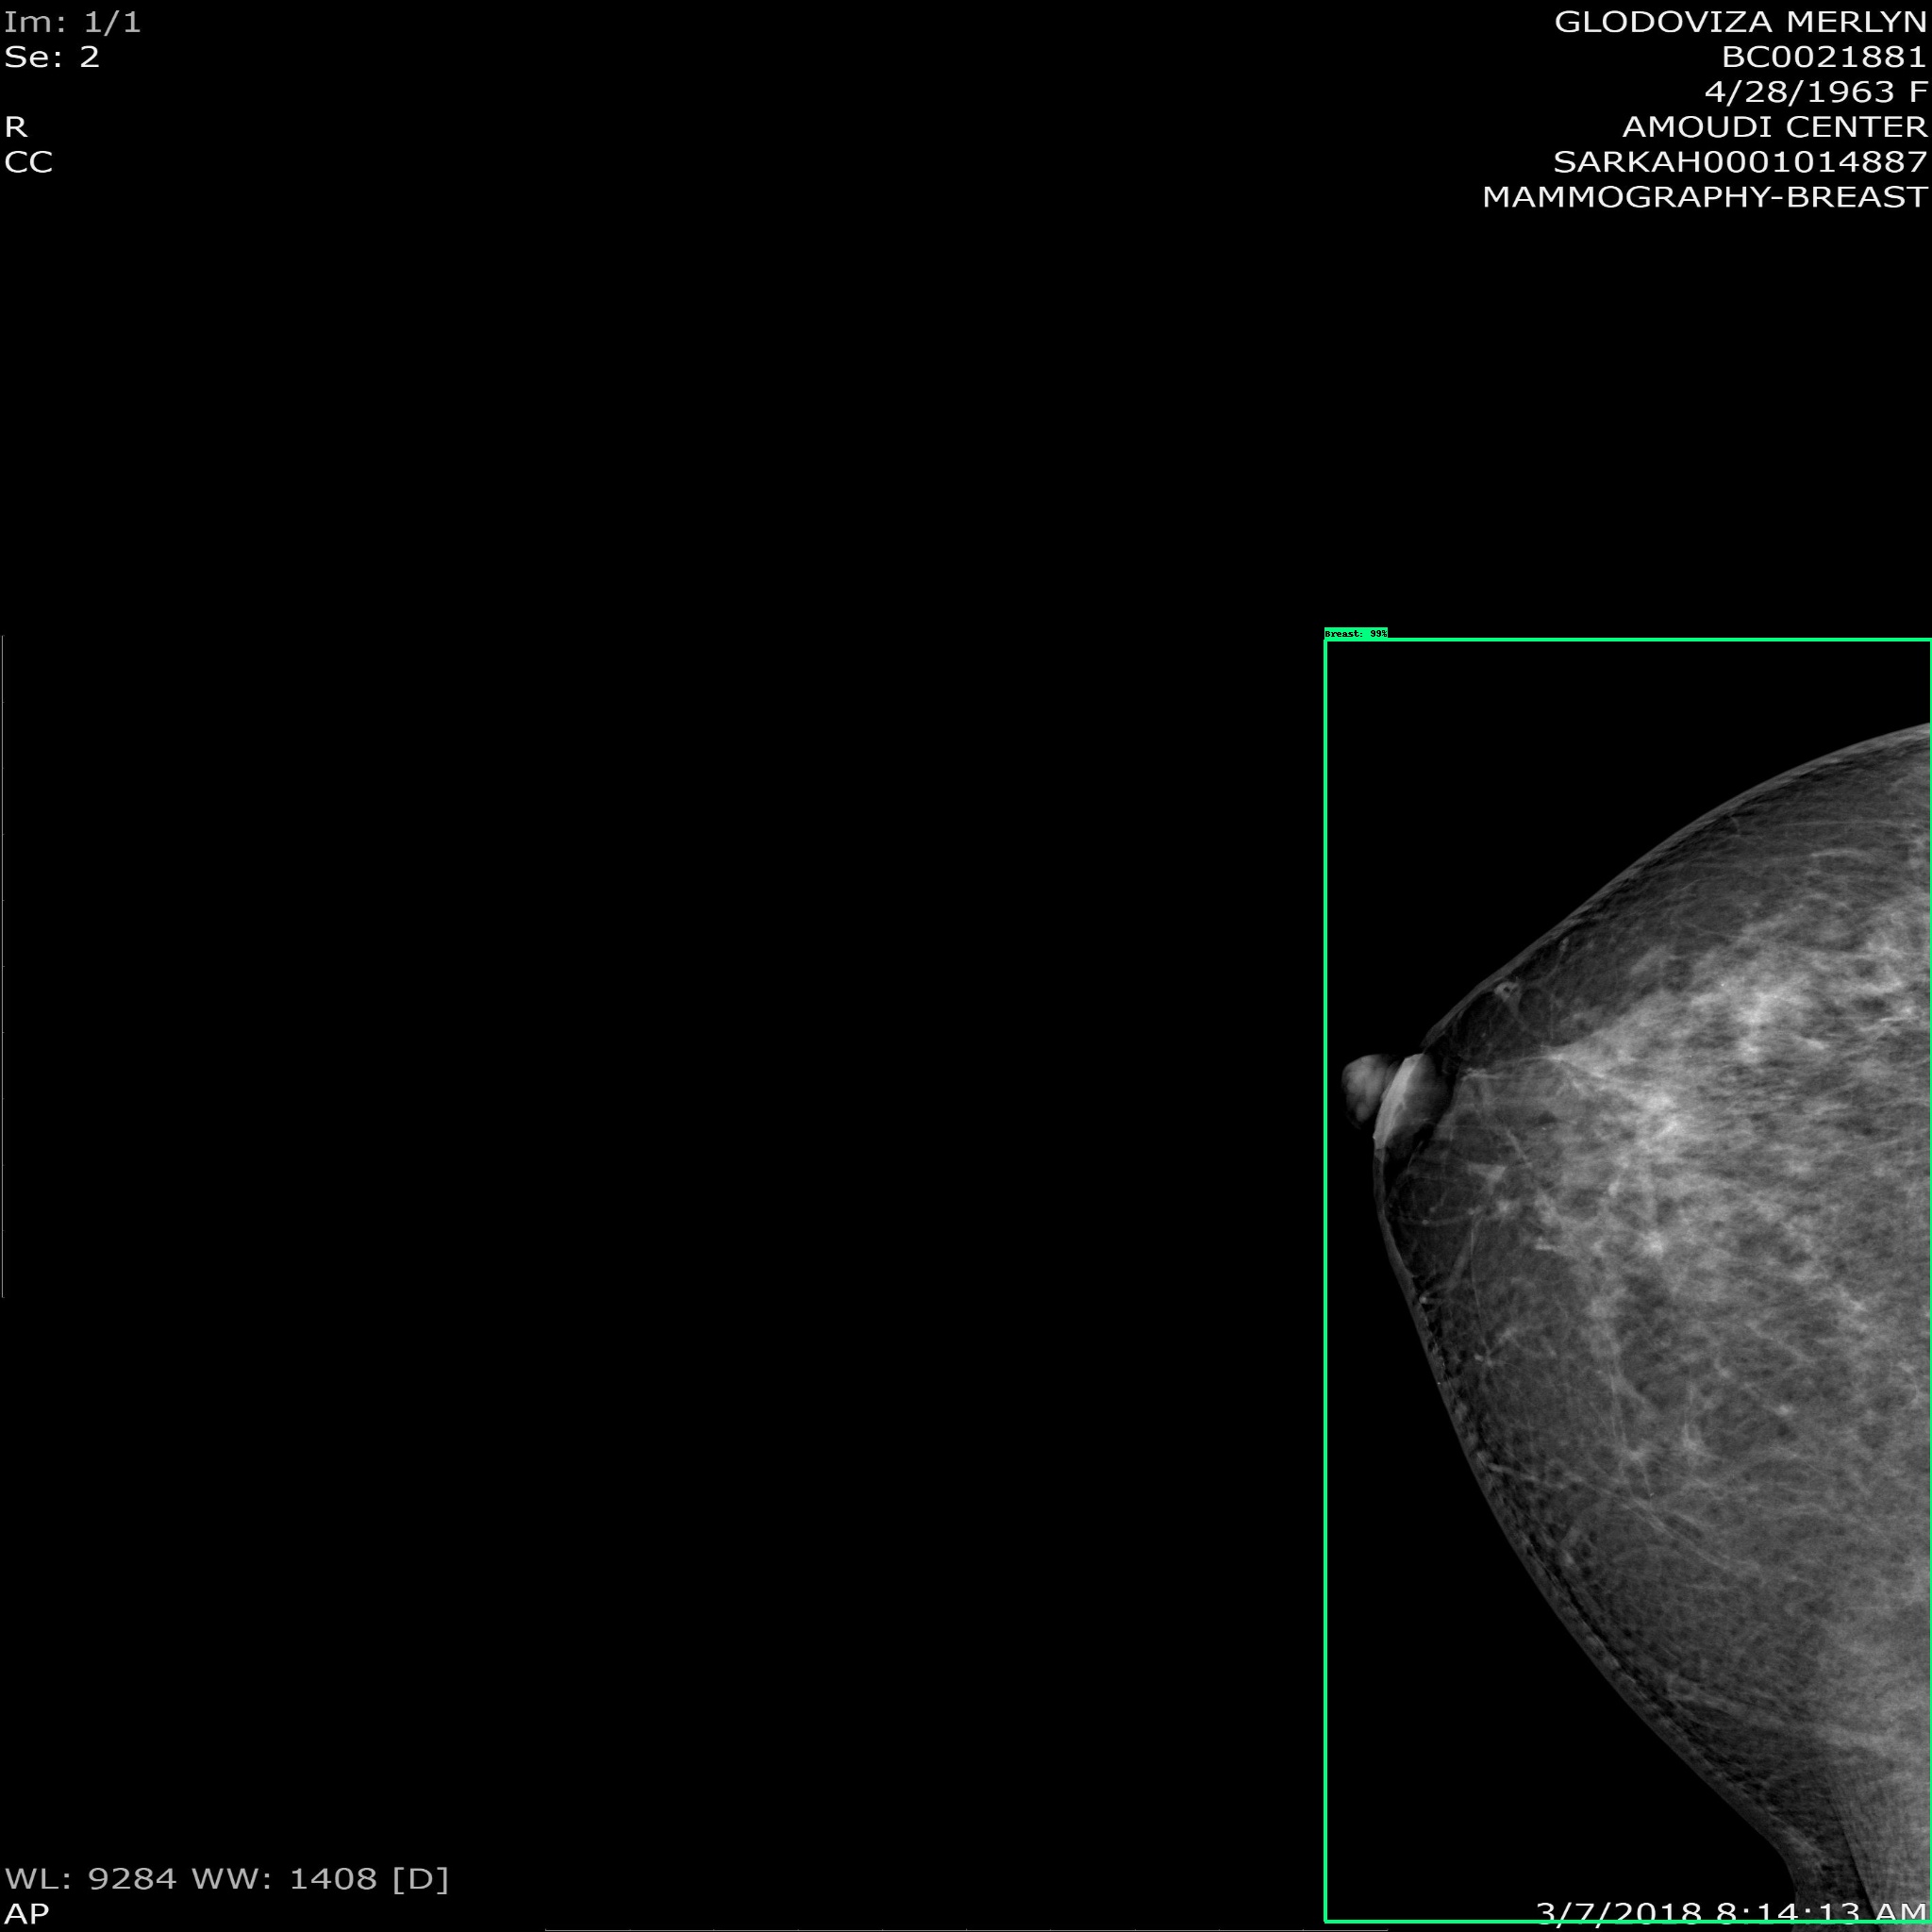 Im: 1/1
Se: 2
R
CC
GLODOVIZA MERLYN
BC0021881
4/28/1963 F
AMOUDI CENTER
SARKAH0001014887
MAMMOGRAPHY-BREAST
Breast: 99%
WL: 9284 WW: 1408 [D]
AP
3/7/2018 8:14:13 AM